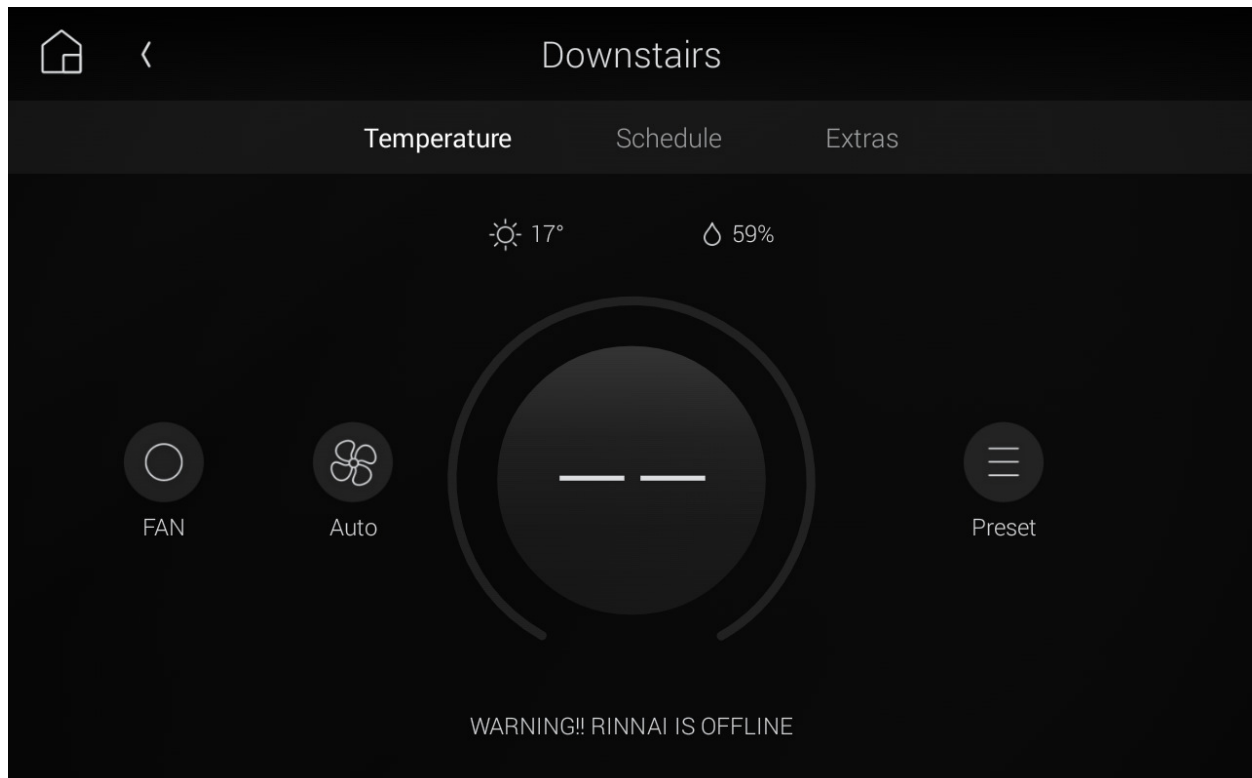 Downstairs
Temperature Schedule Extras
17° 59%
— —
FAN Auto Preset
WARNING!! RINNAI IS OFFLINE